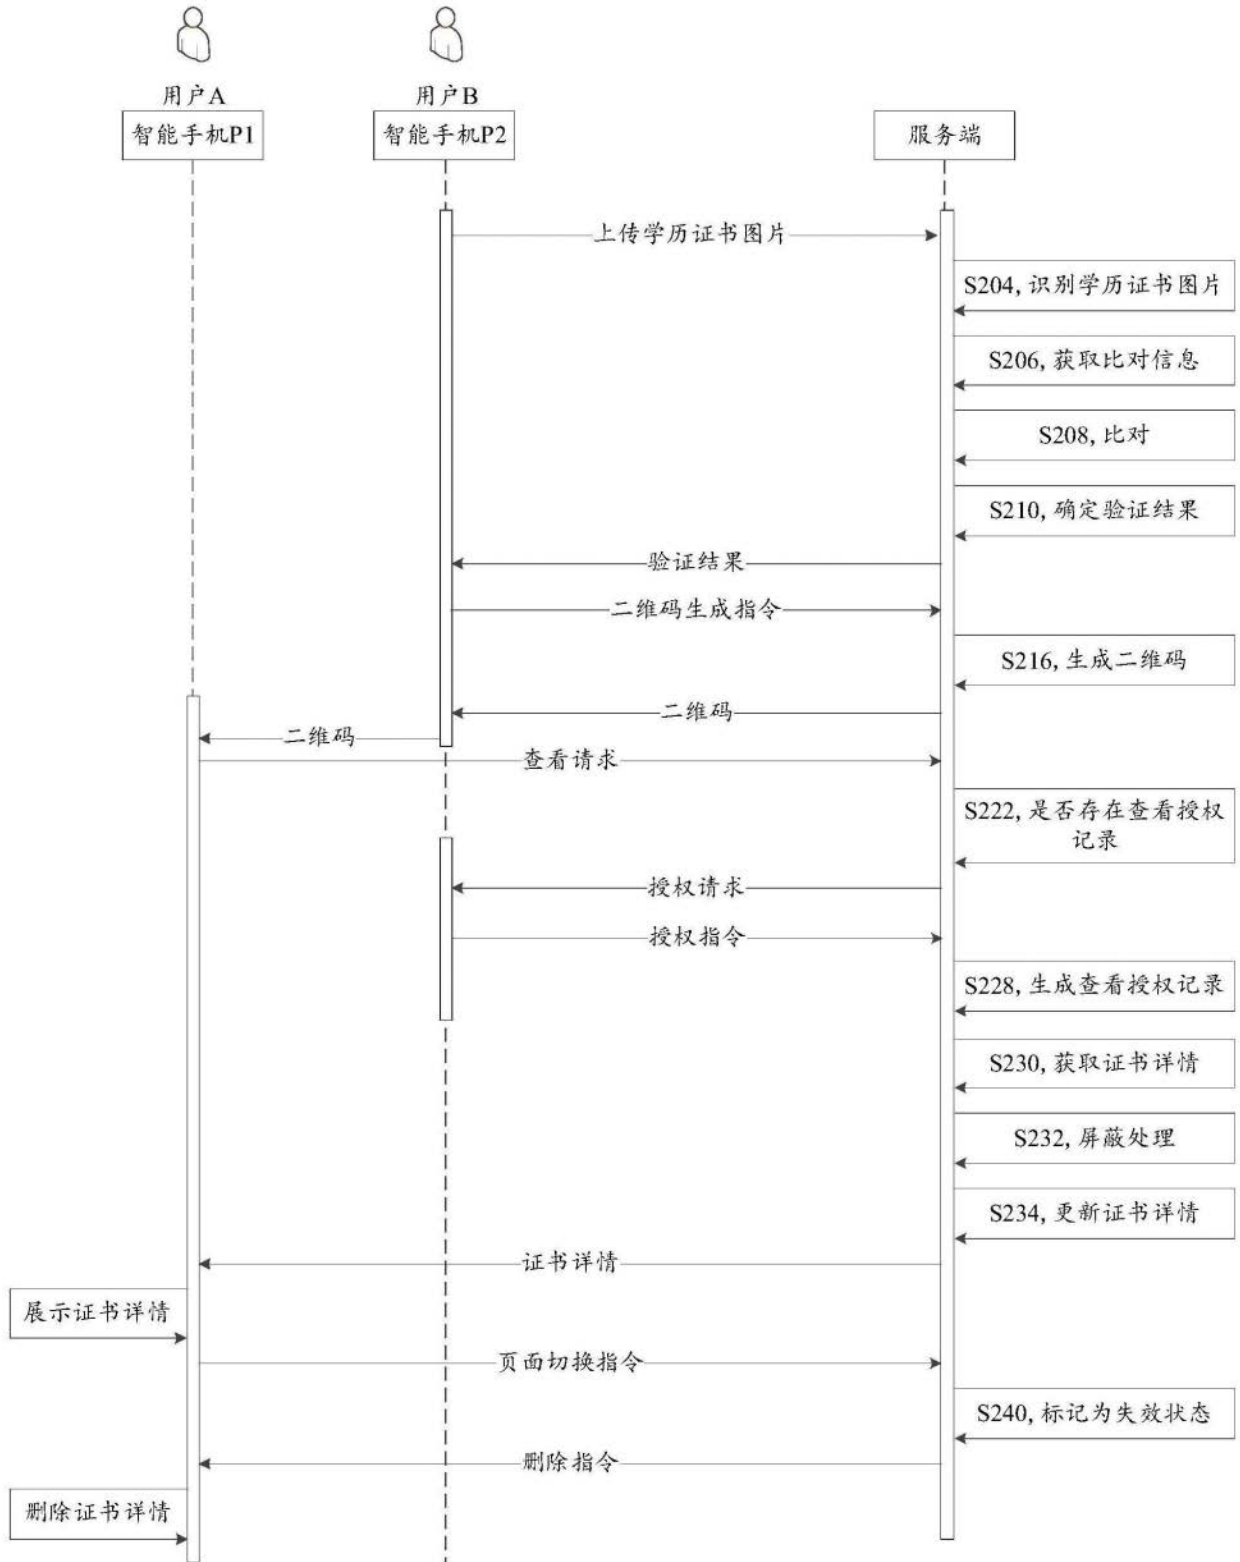 用户A
用户B
智能手机P1
智能手机P2
服务端
上传学历证书图片
S204, 识别学历证书图片
S206, 获取比对信息
S208, 比对
S210, 确定验证结果
验证结果
二维码生成指令
S216, 生成二维码
二维码
二维码
查看请求
S222, 是否存在查看授权
记录
授权请求
授权指令
S228, 生成查看授权记录
S230, 获取证书详情
S232, 屏蔽处理
S234, 更新证书详情
证书详情
展示证书详情
页面切换指令
S240, 标记为失效状态
删除指令
删除证书详情